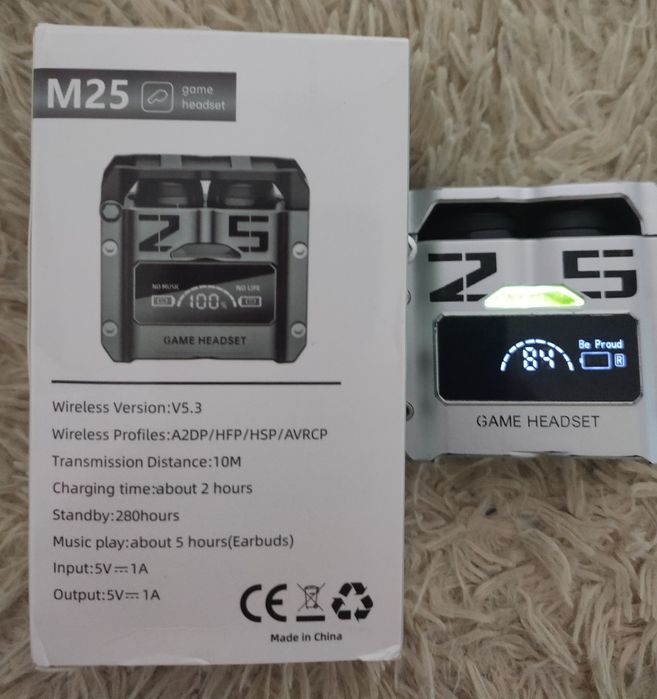 M25
game
headset
25
NO MUSIC
NO LIFE
100%
GAME HEADSET
Wireless Version:V5.3
Wireless Profiles:A2DP/HFP/HSP/AVRCP
Transmission Distance:10M
Charging time:about 2 hours
Standby:280hours
Music play:about 5 hours(Earbuds)
Input:5V⎓1A
Output:5V⎓1A
CE
Made in China
25
84
Be Proud
R
GAME HEADSET